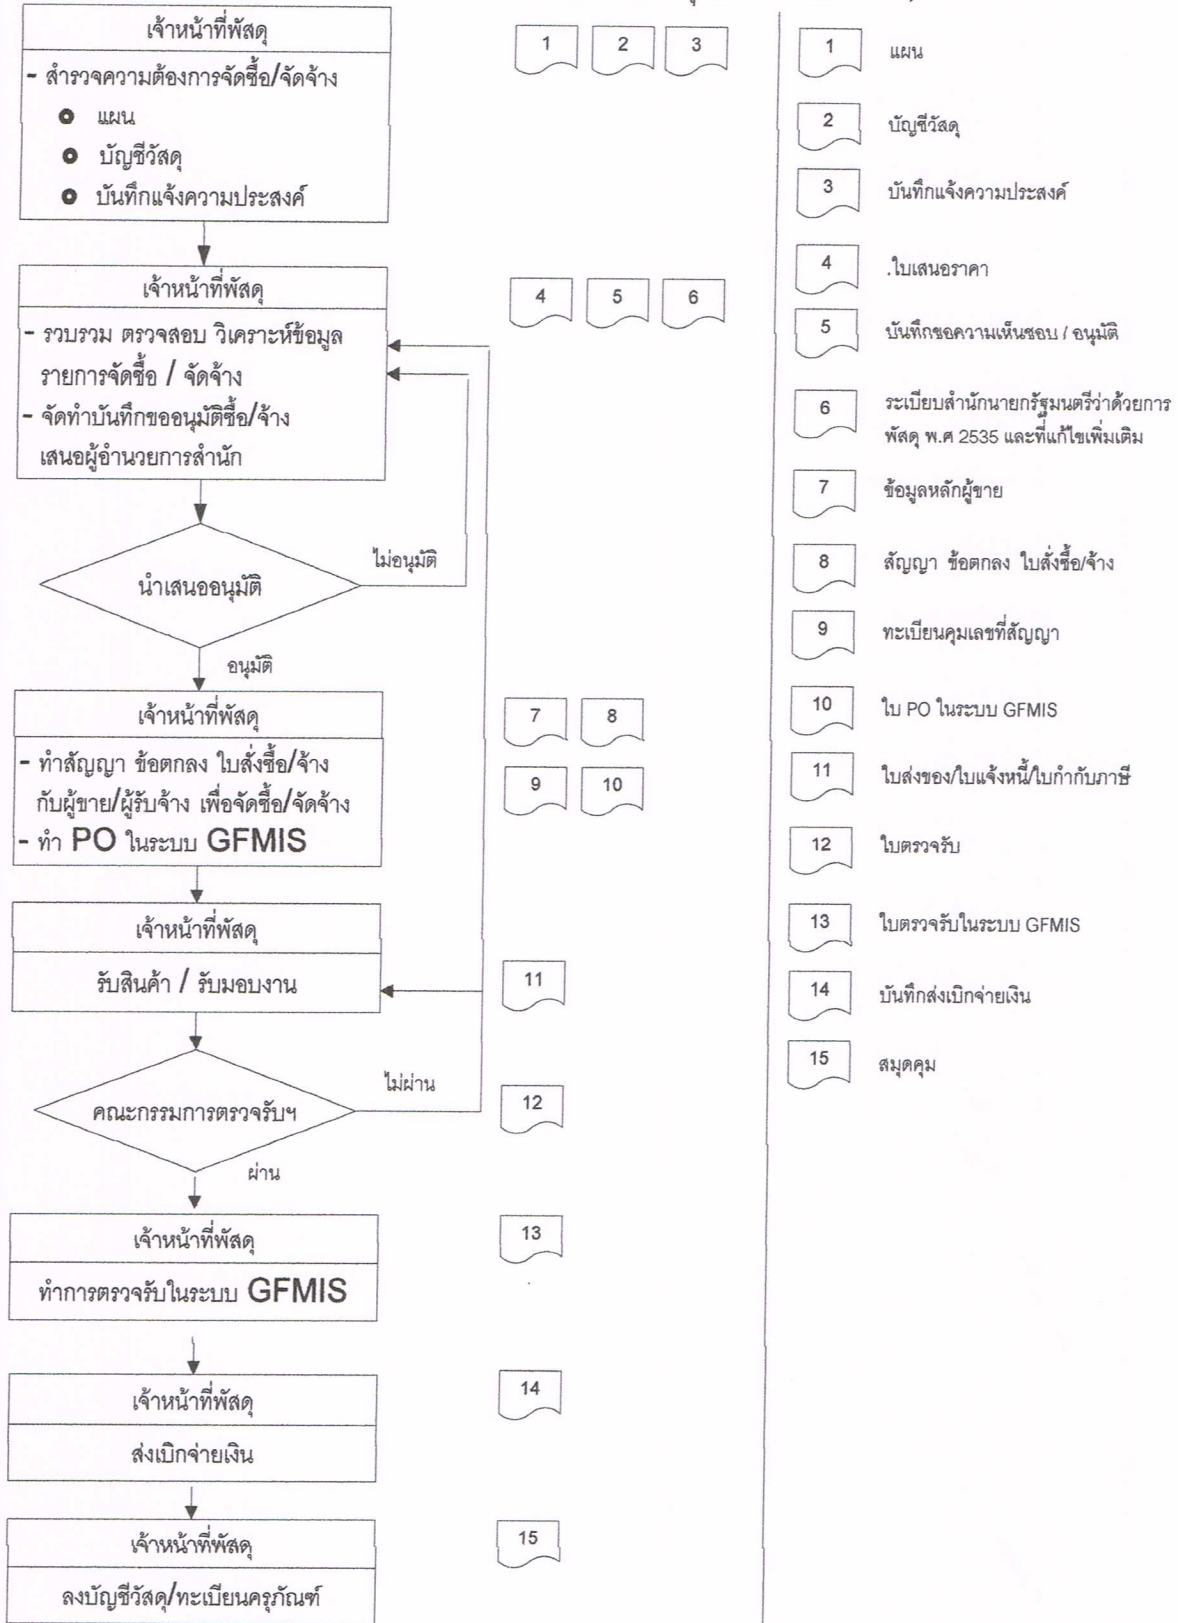 เจ้าหน้าที่พัสดุ
- สำรวจความต้องการจัดซื้อ/จัดจ้าง
แผน
บัญชีวัสดุ
บันทึกแจ้งความประสงค์
1 2 3
เจ้าหน้าที่พัสดุ
- รวบรวม ตรวจสอบ วิเคราะห์ข้อมูล
รายการจัดซื้อ / จัดจ้าง
- จัดทำบันทึกขออนุมัติซื้อ/จ้าง
เสนอผู้อำนวยการสำนัก
4 5 6
นำเสนออนุมัติ
ไม่อนุมัติ
อนุมัติ
เจ้าหน้าที่พัสดุ
- ทำสัญญา ข้อตกลง ใบสั่งซื้อ/จ้าง
กับผู้ขาย/ผู้รับจ้าง เพื่อจัดซื้อ/จัดจ้าง
- ทำ PO ในระบบ GFMIS
7 8
9 10
เจ้าหน้าที่พัสดุ
รับสินค้า / รับมอบงาน
11
คณะกรรมการตรวจรับฯ
ไม่ผ่าน
12
ผ่าน
เจ้าหน้าที่พัสดุ
ทำการตรวจรับในระบบ GFMIS
13
เจ้าหน้าที่พัสดุ
ส่งเบิกจ่ายเงิน
14
เจ้าหน้าที่พัสดุ
ลงบัญชีวัสดุ/ทะเบียนครุภัณฑ์
15
1 แผน
2 บัญชีวัสดุ
3 บันทึกแจ้งความประสงค์
4 .ใบเสนอราคา
5 บันทึกขอความเห็นชอบ / อนุมัติ
6 ระเบียบสำนักนายกรัฐมนตรีว่าด้วยการ
พัสดุ พ.ศ 2535 และที่แก้ไขเพิ่มเติม
7 ข้อมูลหลักผู้ขาย
8 สัญญา ข้อตกลง ใบสั่งซื้อ/จ้าง
9 ทะเบียนคุมเลขที่สัญญา
10 ใบ PO ในระบบ GFMIS
11 ใบส่งของ/ใบแจ้งหนี้/ใบกำกับภาษี
12 ใบตรวจรับ
13 ใบตรวจรับในระบบ GFMIS
14 บันทึกส่งเบิกจ่ายเงิน
15 สมุดคุม